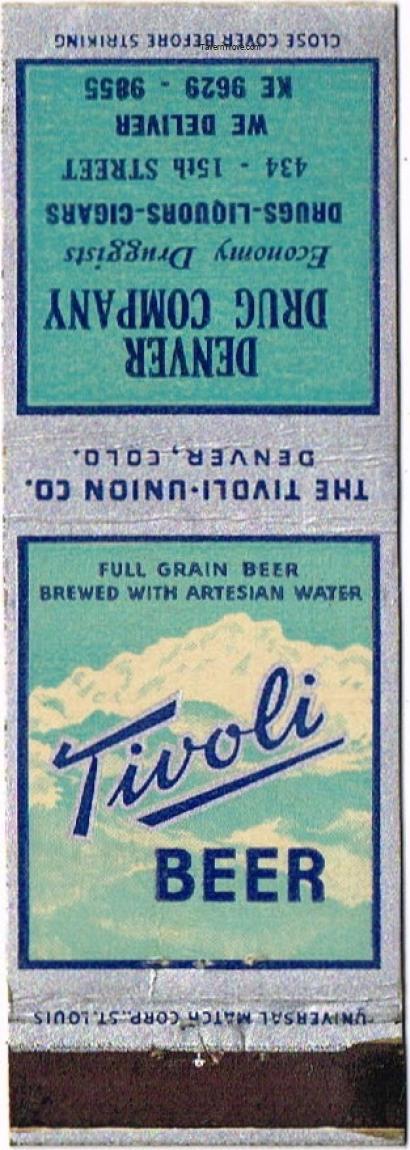 CLOSE COVER BEFORE STRIKING
TavernTrove.com
DENVER
DRUG COMPANY
Economy Druggists
DRUGS-LIQUORS-CIGARS
434 - 15th STREET
WE DELIVER
KE 9629 - 9855
THE TIVOLI-UNION CO.
DENVER, COLO.
FULL GRAIN BEER
BREWED WITH ARTESIAN WATER
Tivoli
BEER
UNIVERSAL MATCH CORP., ST. LOUIS